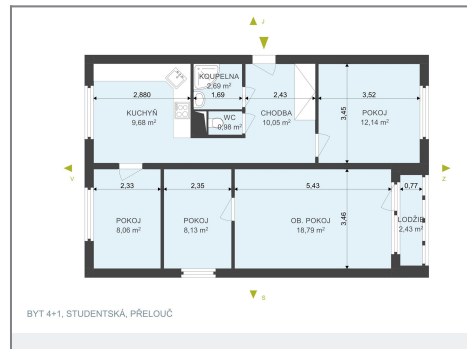 J
KOUPELNA
2,69 m²
1,69
2,880
2,43
3,52
KUCHYŇ
9,68 m²
WC
0,98 m²
CHODBA
10,05 m²
3,45
POKOJ
12,14 m²
V
Z
2,33
2,35
5,43
0,77
POKOJ
8,06 m²
POKOJ
8,13 m²
OB. POKOJ
18,79 m²
3,46
LODŽIE
2,43 m²
S
BYT 4+1, STUDENTSKÁ, PŘELOUČ